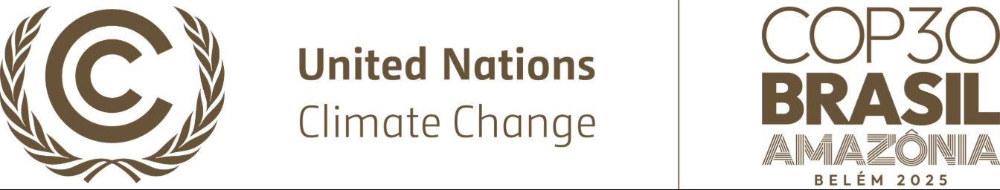 United Nations
Climate Change
COP30
BRASIL
AMAZÔNIA
BELÉM 2025